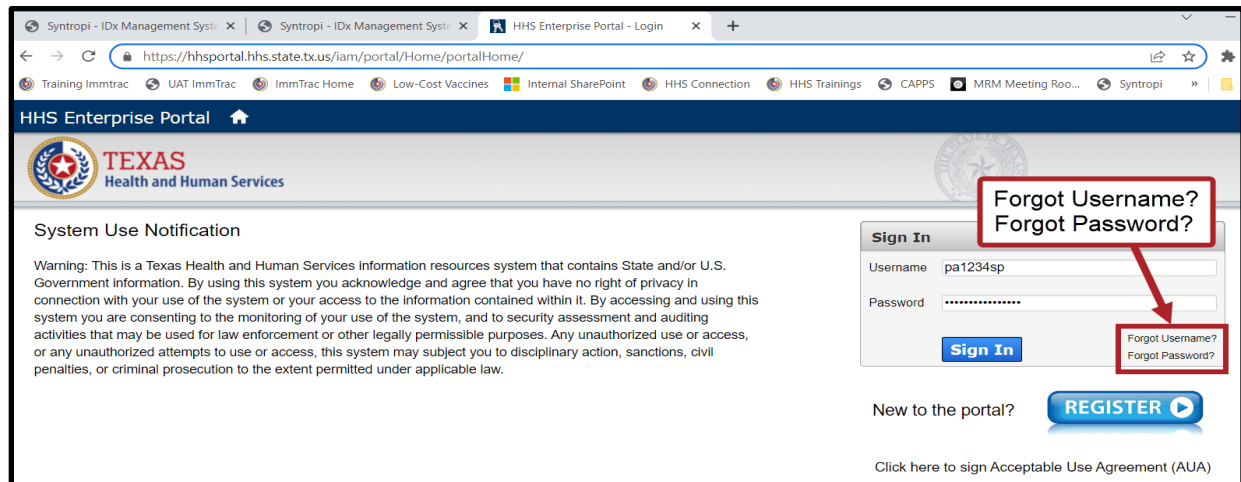 Syntropi - IDx Management Syste
Syntropi - IDx Management Syste
HHS Enterprise Portal - Login
https://hhsportal.hhs.state.tx.us/iam/portal/Home/portalHome/
Training Immtrac UAT ImmTrac ImmTrac Home Low-Cost Vaccines Internal SharePoint HHS Connection HHS Trainings CAPPS MRM Meeting Roo... Syntropi »
HHS Enterprise Portal
TEXAS
Health and Human Services
Forgot Username?
Forgot Password?
System Use Notification
Warning: This is a Texas Health and Human Services information resources system that contains State and/or U.S.
Government information. By using this system you acknowledge and agree that you have no right of privacy in
connection with your use of the system or your access to the information contained within it. By accessing and using this
system you are consenting to the monitoring of your use of the system, and to security assessment and auditing
activities that may be used for law enforcement or other legally permissible purposes. Any unauthorized use or access,
or any unauthorized attempts to use or access, this system may subject you to disciplinary action, sanctions, civil
penalties, or criminal prosecution to the extent permitted under applicable law.
Sign In
Username pa1234sp
Password •••••••••••••••
Forgot Username?
Sign In
Forgot Password?
New to the portal? REGISTER
Click here to sign Acceptable Use Agreement (AUA)